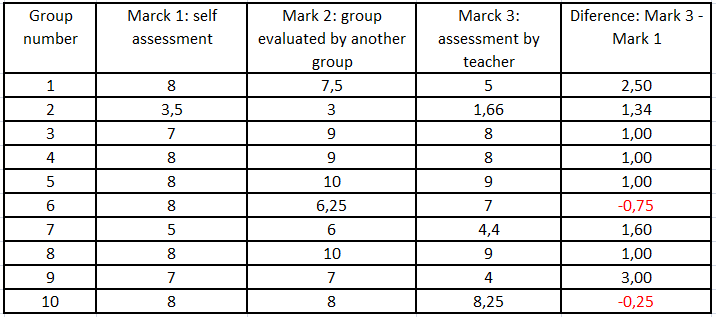 Group number | Marck 1: self assessment | Mark 2: group evaluated by another group | Marck 3: assessment by teacher | Diference: Mark 3 - Mark 1
1 | 8 | 7,5 | 5 | 2,50
2 | 3,5 | 3 | 1,66 | 1,34
3 | 7 | 9 | 8 | 1,00
4 | 8 | 9 | 8 | 1,00
5 | 8 | 10 | 9 | 1,00
6 | 8 | 6,25 | 7 | -0,75
7 | 5 | 6 | 4,4 | 1,60
8 | 8 | 10 | 9 | 1,00
9 | 7 | 7 | 4 | 3,00
10 | 8 | 8 | 8,25 | -0,25